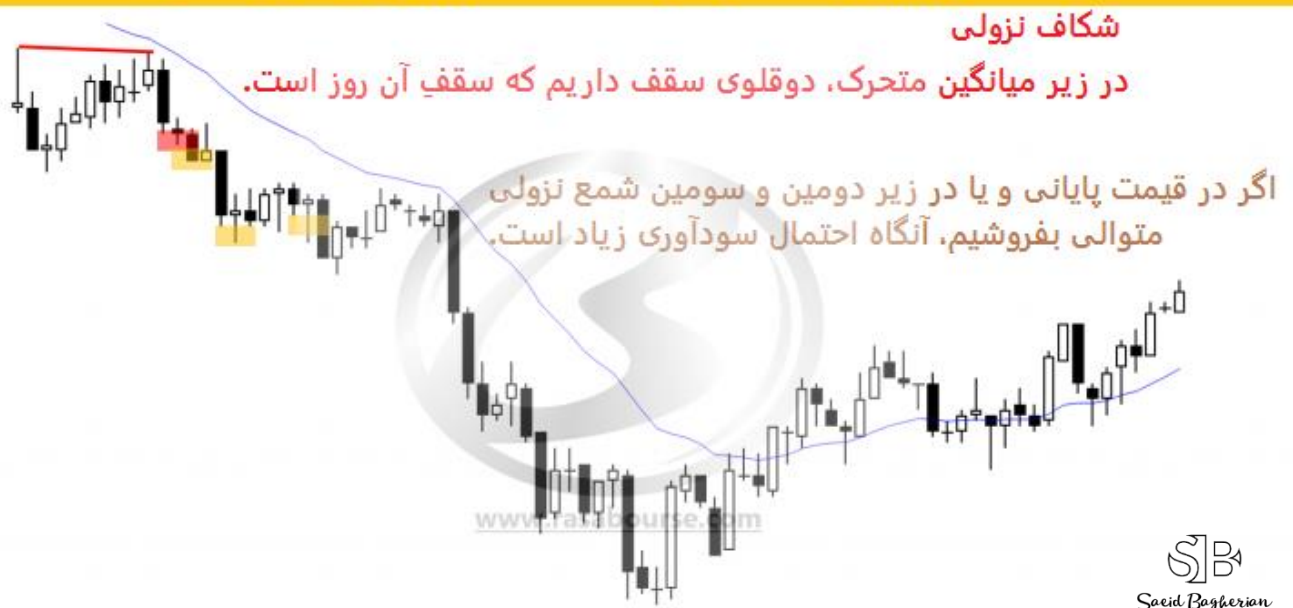 شکاف نزولی
در زیر میانگین متحرک، دوقلوی سقف داریم که سقفِ آن روز است.
اگر در قیمت پایانی و یا در زیر دومین و سومین شمع نزولی
متوالی بفروشیم، آنگاه احتمال سودآوری زیاد است.
www.rasabourse.com
SB
Saeid Bagherian